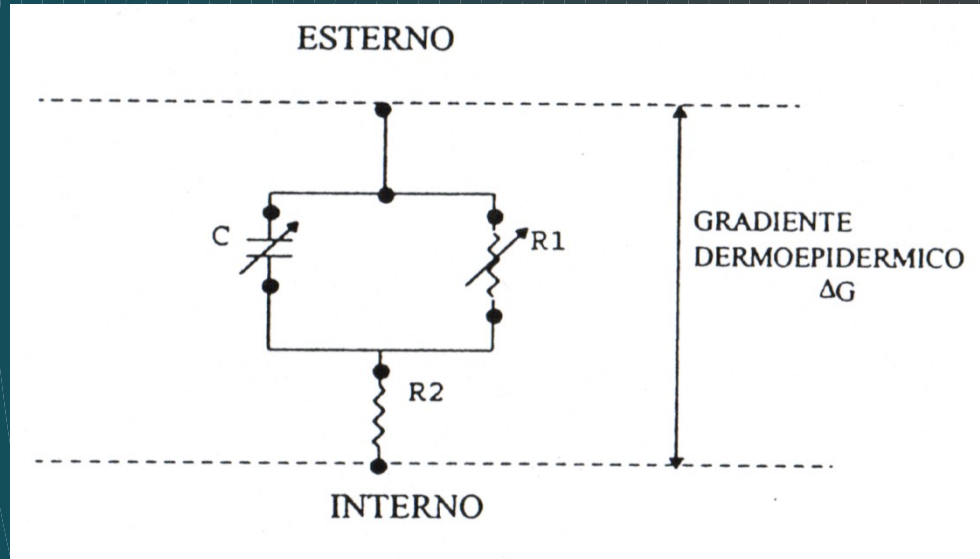 ESTERNO
C
R1
GRADIENTE
DERMOEPIDERMICO
ΔG
R2
INTERNO